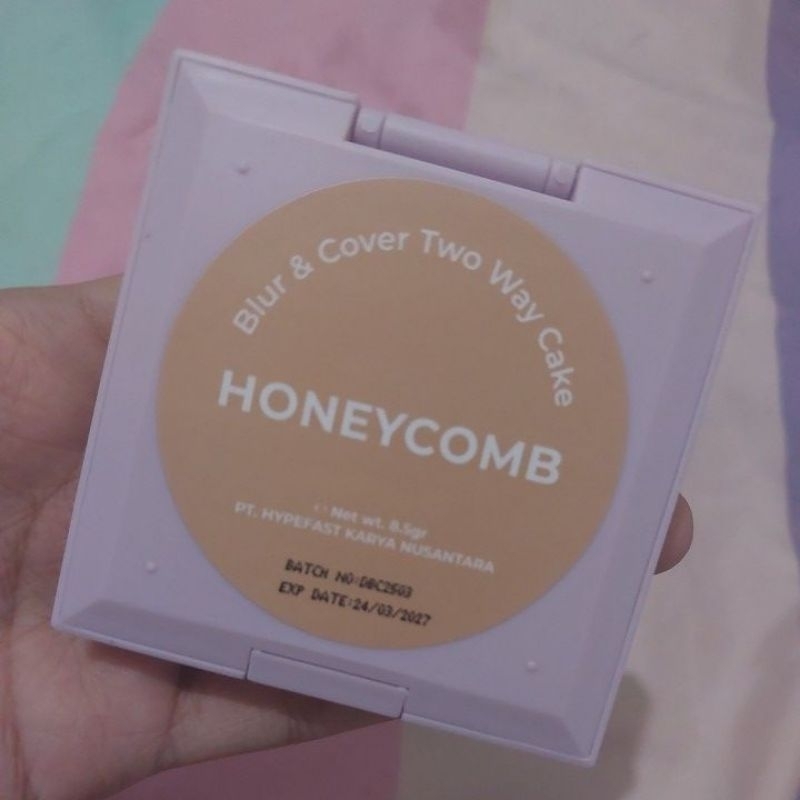 Blur & Cover Two Way Cake
HONEYCOMB
℮ Net wt. 8.5gr
PT. HYPEFAST KARYA NUSANTARA
BATCH NO:DBC2503
EXP DATE:24/03/2027